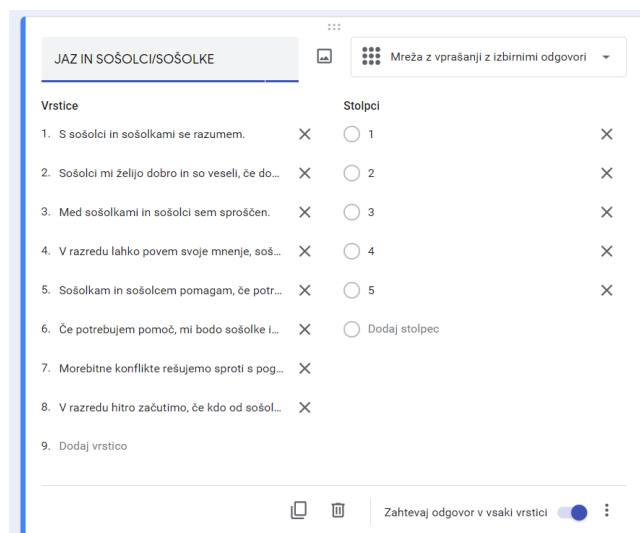 JAZ IN SOŠOLCI/SOŠOLKE
Mreža z vprašanji z izbirnimi odgovori
Vrstice
Stolpci
1. S sošolci in sošolkami se razumem.
1
2. Sošolci mi želijo dobro in so veseli, če do...
2
3. Med sošolkami in sošolci sem sproščen.
3
4. V razredu lahko povem svoje mnenje, soš...
4
5. Sošolkam in sošolcem pomagam, če potr...
5
6. Če potrebujem pomoč, mi bodo sošolke i...
Dodaj stolpec
7. Morebitne konflikte rešujemo sproti s pog...
8. V razredu hitro začutimo, če kdo od sošol...
9. Dodaj vrstico
Zahtevaj odgovor v vsaki vrstici